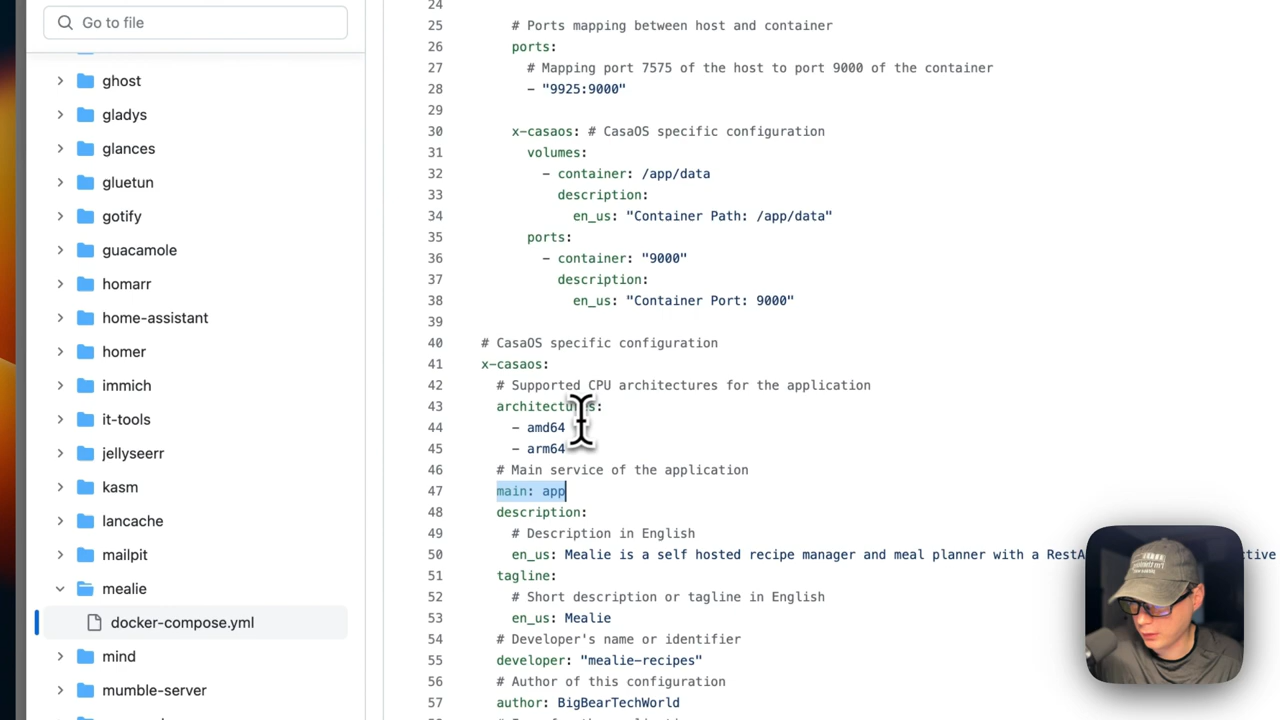 Go to file
ghost
gladys
glances
gluetun
gotify
guacamole
homarr
home-assistant
homer
immich
it-tools
jellyseerr
kasm
lancache
mailpit
mealie
docker-compose.yml
mind
mumble-server
24
25 # Ports mapping between host and container
26 ports:
27 # Mapping port 7575 of the host to port 9000 of the container
28 - "9925:9000"
29
30 x-casaos: # CasaOS specific configuration
31 volumes:
32 - container: /app/data
33 description:
34 en_us: "Container Path: /app/data"
35 ports:
36 - container: "9000"
37 description:
38 en_us: "Container Port: 9000"
39
40 # CasaOS specific configuration
41 x-casaos:
42 # Supported CPU architectures for the application
43 architectures:
44 - amd64
45 - arm64
46 # Main service of the application
47 main: app
48 description:
49 # Description in English
50 en_us: Mealie is a self hosted recipe manager and meal planner with a RestA
51 tagline:
52 # Short description or tagline in English
53 en_us: Mealie
54 # Developer's name or identifier
55 developer: "mealie-recipes"
56 # Author of this configuration
57 author: BigBearTechWorld